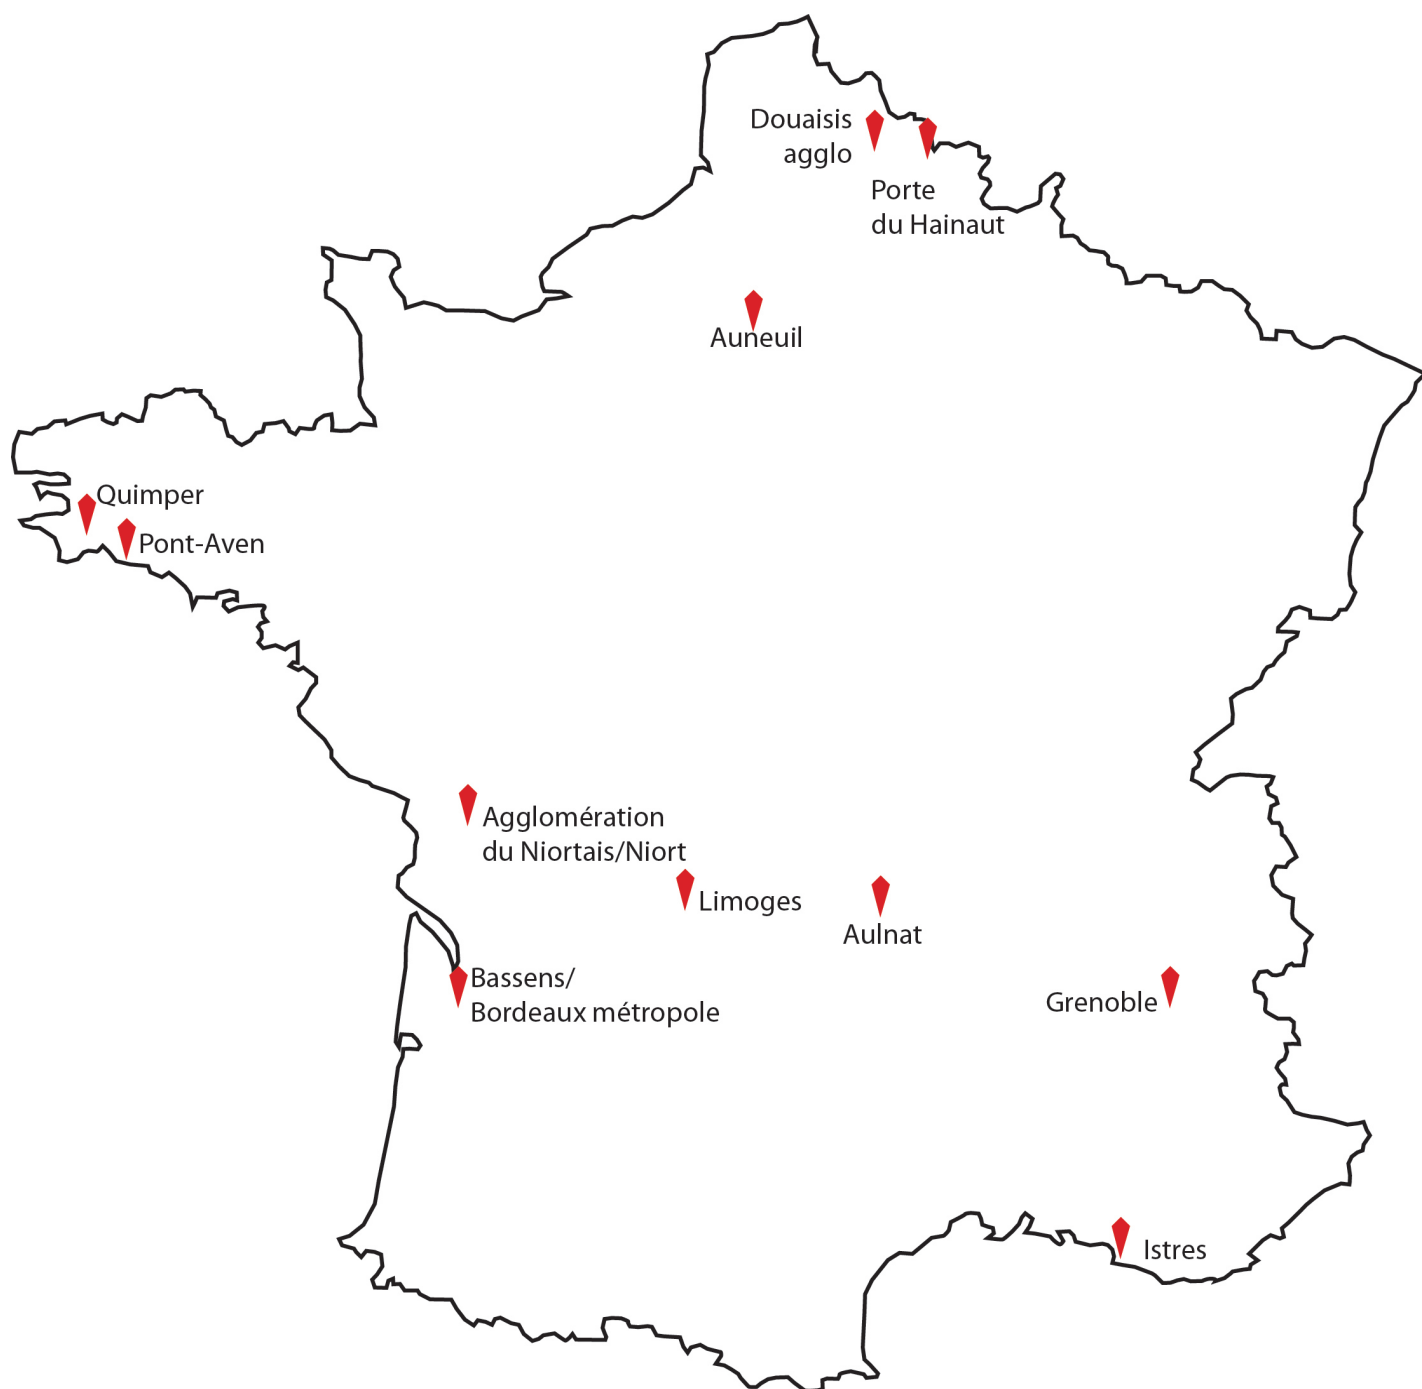 Douaisis
agglo
Porte
du Hainaut
Auneuil
Quimper
Pont-Aven
Agglomération
du Niortais/Niort
Limoges
Aulnat
Bassens/
Bordeaux métropole
Grenoble
Istres